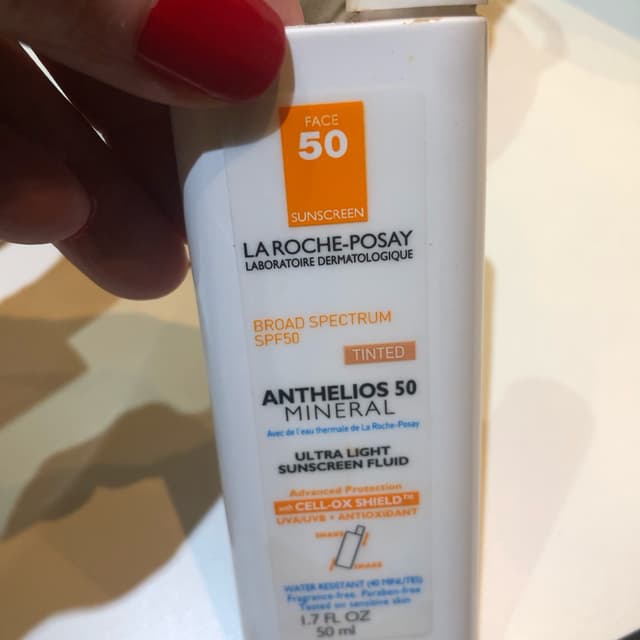 FACE
50
SUNSCREEN
LA ROCHE-POSAY
LABORATOIRE DERMATOLOGIQUE
BROAD SPECTRUM
SPF50
TINTED
ANTHELIOS 50
MINERAL
Avec de l'eau thermale de La Roche-Posay
ULTRA LIGHT
SUNSCREEN FLUID
Advanced Protection
with CELL-OX SHIELD™
UVA/UVB + ANTIOXIDANT
SHAKE
SHAKE
WATER RESISTANT (40 MINUTES)
Fragrance-free. Paraben-free
Tested on sensitive skin
1.7 FL OZ
50 ml